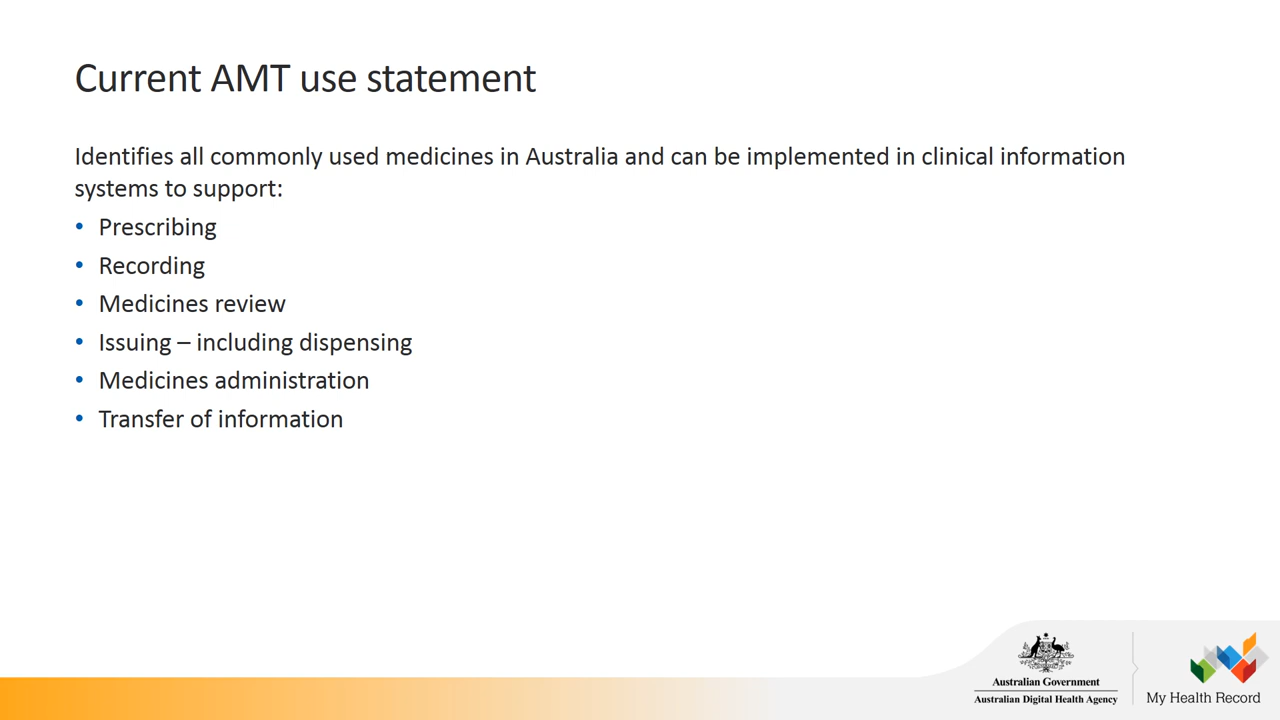 Current AMT use statement
Identifies all commonly used medicines in Australia and can be implemented in clinical information
systems to support:
• Prescribing
• Recording
• Medicines review
• Issuing – including dispensing
• Medicines administration
• Transfer of information
Australian Government
Australian Digital Health Agency
My Health Record